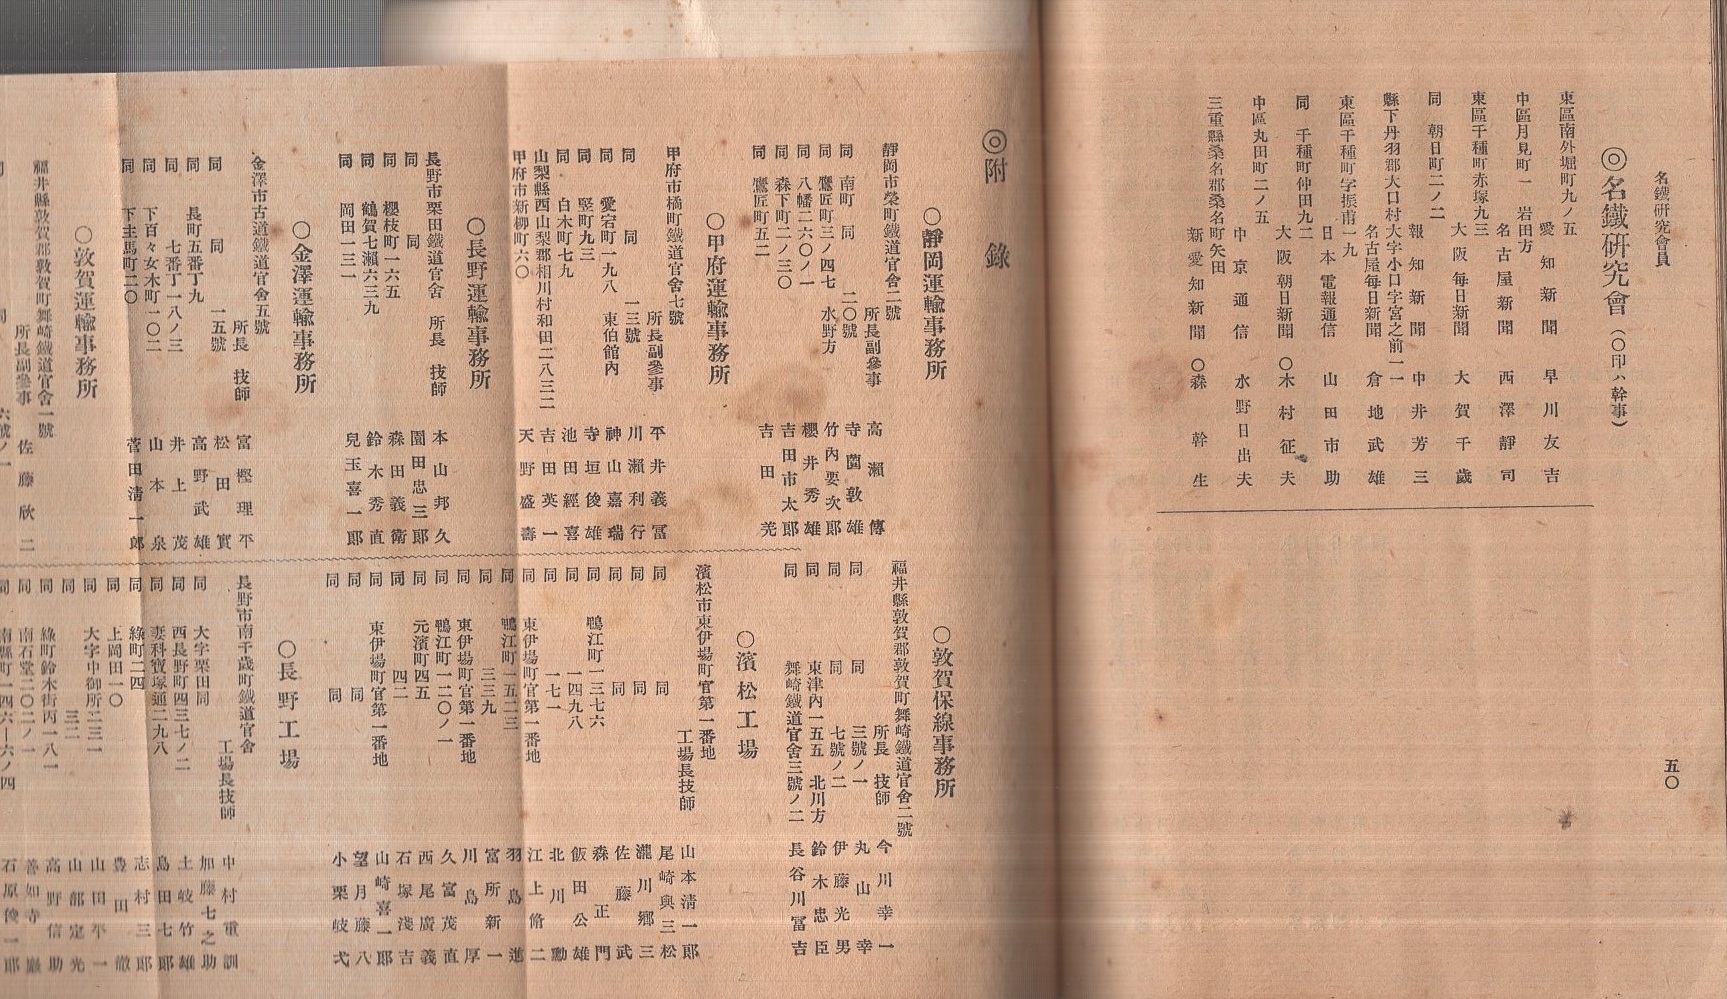 名鐵研究會員
五〇
◎名鐵研究會（〇印ハ幹事）
東區南外堀町九ノ五 愛知新聞 早川友吉
中區月見町一 岩田方 名古屋新聞 西澤靜司
東區千種町赤塚九三 大阪每日新聞 大賀千歲
同 朝日町二ノ二 報知新聞 中井芳三
縣下丹羽郡大口村大字小口字宮之前一一 名古屋每日新聞 倉地武雄
東區千種町字振甫一九 日本電報通信 山田市助
同 千種町仲田九二 大阪朝日新聞 〇木村征夫
中區丸田町二ノ五 中京通信 水野日出夫
三重縣桑名郡桑名町矢田 新愛知新聞 〇森幹生
◎附錄
〇靜岡運輸事務所
靜岡市榮町鐵道官舍二號 所長副參事 高瀨傳
同 南町 同 二〇號 寺薗敦雄
同 鷹匠町三ノ四七 水野方 竹內要次郎
同 八幡二六〇ノ一 櫻井秀雄
同 森下町二ノ三〇 吉田市太郎
同 鷹匠町五二 吉田羌
〇甲府運輸事務所
甲府市橘町鐵道官舍七號 所長副參事 平井義冨
同 同 一三號 川瀨利行
同 愛宕町一九八 東伯館內 神山嘉瑞
同 竪町九三 寺垣俊雄
同 白木町七九 池田經喜
山梨縣西山梨郡相川村和田二八三二 吉田英一
甲府市新柳町六〇 天野盛壽
〇長野運輸事務所
長野市栗田鐵道官舍 所長 技師 本山邦久
同 同 園田忠三郎
同 櫻枝町一六五 森田義衛
同 鶴賀七瀨六三九 鈴木秀直
同 岡田一三一 兒玉喜一郎
〇金澤運輸事務所
金澤市古道鐵道官舍五號 所長 技師 富樫理平
同 同 一五號 松田實
同 長町五番丁九 高野武雄
同 七番丁一八ノ三 井上茂
同 下百々女木町一〇二 山本泉
同 下主馬町二〇 菅田淸一郎
〇敦賀運輸事務所
福井縣敦賀郡敦賀町舞崎鐵道官舍一號 所長副參事 佐藤欣二
同 同 六號ノ一
〇敦賀保線事務所
福井縣敦賀郡敦賀町舞崎鐵道官舍二號 所長 技師 今川幸一
同 同 三號ノ一 丸山幸
同 同 七號ノ二 伊藤光男
同 東津內一五五 北川方 鈴木忠臣
同 舞崎鐵道官舍三號ノ二 長谷川富吉
〇濱松工場
濱松市東伊場町官第一番地 工場長技師 山本淸一郎
同 同 尾崎興三松
同 同 瀧川鄕三
同 同 佐藤武
同 鴨江町一三七六 森正門
同 一四九八 飯田公雄
同 一七一 北川勳
同 東伊場町官第一番地 江上脩二
同 鴨江町一五二三 羽島進
同 三三九 富所新一
同 東伊場町官第一番地 川島厚
同 鴨江町一二〇ノ一 久富茂直
同 元濱町四五 西尾廣義
同 四二 石塚淺吉
同 東伊場町官第一番地 山崎喜一郎
同 同 望月藤八
同 同 小栗岐弌
〇長野工場
長野市南千歲町鐵道官舍 工場長技師 中村重訓
同 大字栗田同 加藤七之助
同 西長野町四三七ノ二 土岐竹雄
同 妻科寶塚通二九八 島田七郎
同 綠町二四 志村三郎
同 上岡田一〇 豊田徹
同 大字中御所二三一 山田平一
同 三二 山部定光
同 綠町鈴木街丙一八一 高野信助
同 南石堂二〇二ノ一 善如寺巖
同 南縣町一四六一六ノ四 石原俊一郎